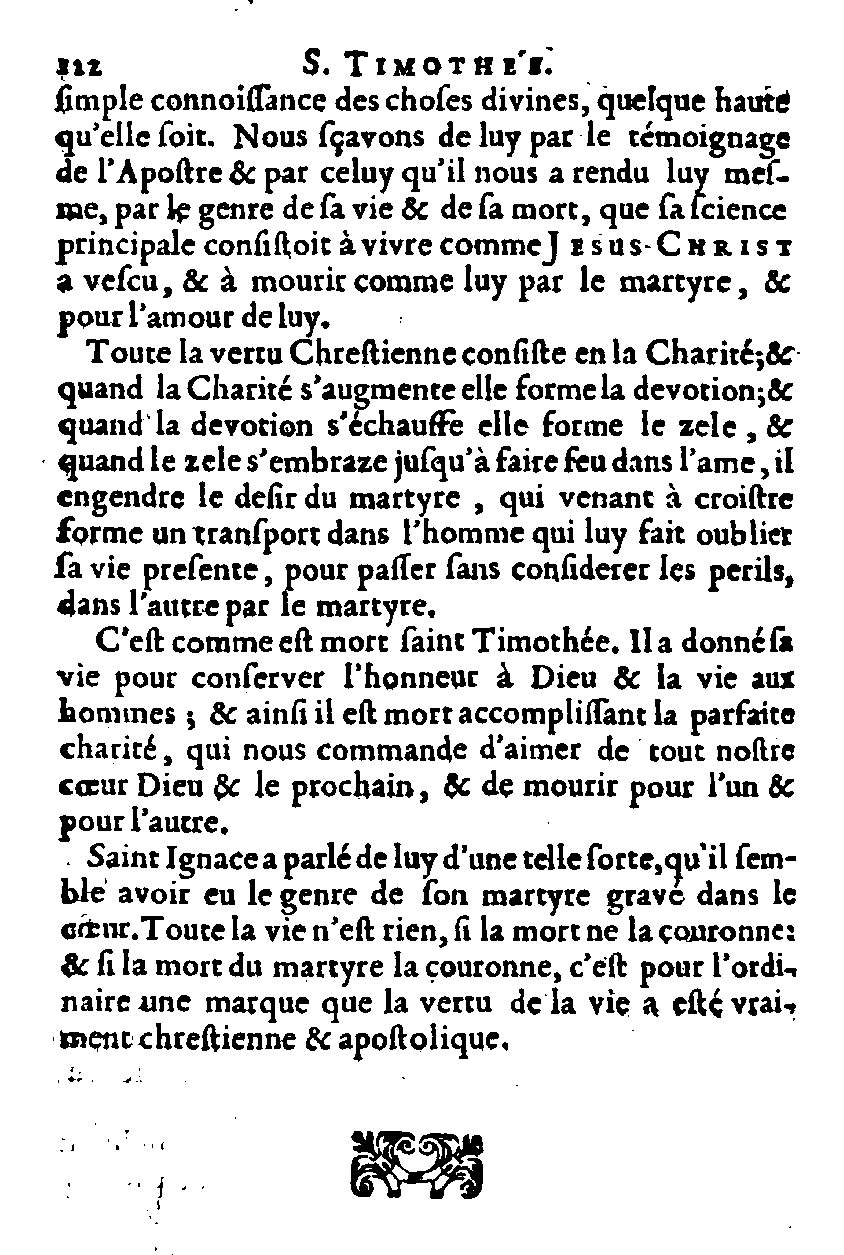 112 S. TIMOTHE'E.
ſimple connoiſſance des choſes divines, quelque haute
qu'elle ſoit. Nous ſçavons de luy par le témoignage
de l'Apoſtre & par celuy qu'il nous a rendu luy meſ-
me, par le genre de ſa vie & de ſa mort, que ſa ſcience
principale conſiſtoit à vivre comme JESUS-CHRIST
a veſcu, & à mourir comme luy par le martyre, &
pour l'amour de luy.
Toute la vertu Chreſtienne conſiſte en la Charité; &
quand la Charité s'augmente elle forme la devotion; &
quand la devotion s'échauffe elle forme le zele, &
quand le zele s'embraze juſqu'à faire feu dans l'ame, il
engendre le deſir du martyre, qui venant à croiſtre
forme un tranſport dans l'homme qui luy fait oublier
ſa vie preſente, pour paſſer ſans conſiderer les perils,
dans l'autre par le martyre.
C'eſt comme eſt mort ſaint Timothée. Il a donné ſa
vie pour conſerver l'honneur à Dieu & la vie aux
hommes; & ainſi il eſt mort accompliſſant la parfaite
charité, qui nous commande d'aimer de tout noſtre
cœur Dieu & le prochain, & de mourir pour l'un &
pour l'autre.
Saint Ignace a parlé de luy d'une telle ſorte, qu'il ſem-
ble avoir eu le genre de ſon martyre gravé dans le
cœur. Toute la vie n'eſt rien, ſi la mort ne la couronne:
& ſi la mort du martyre la couronne, c'eſt pour l'ordi-
naire une marque que la vertu de la vie a eſté vrai-
ment chreſtienne & apoſtolique.